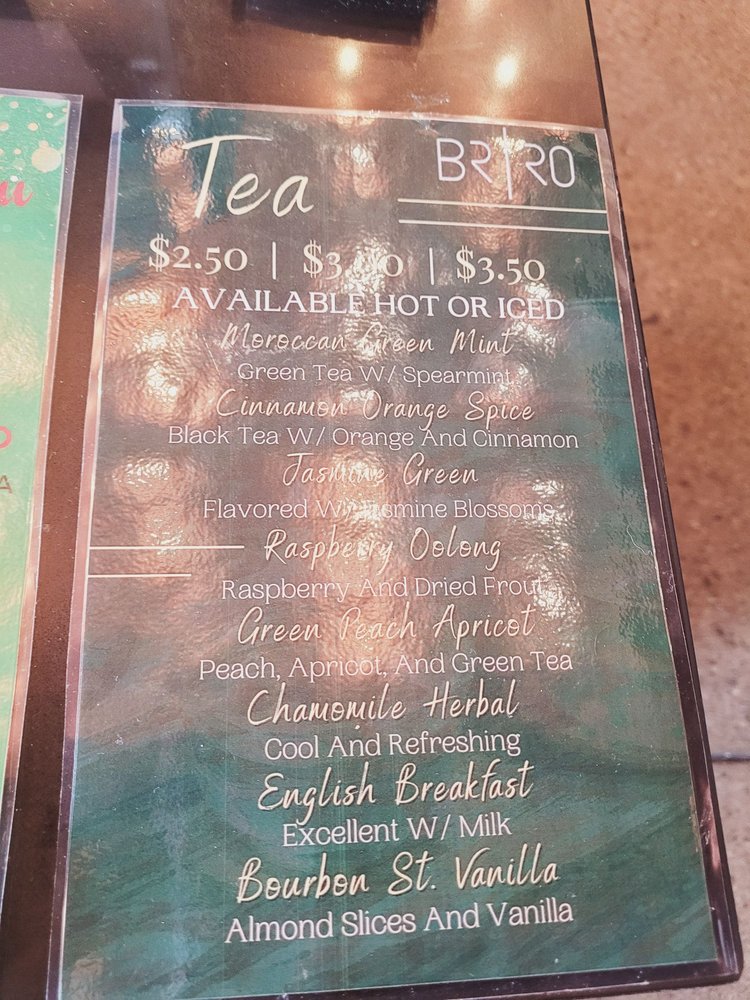 Tea
BR|RO
$2.50 | | $3.50
AVAILABLE HOT OR ICED
Moroccan Green Mint
Green Tea W/ Spearmint
Cinnamon Orange Spice
Black Tea W/ Orange And Cinnamon
Jasmine Green
Flavored W/ Jasmine Blossoms
Raspberry Oolong
Raspberry And Dried Frout
Green Peach Apricot
Peach, Apricot, And Green Tea
Chamomile Herbal
Cool And Refreshing
English Breakfast
Excellent W/ Milk
Bourbon St. Vanilla
Almond Slices And Vanilla